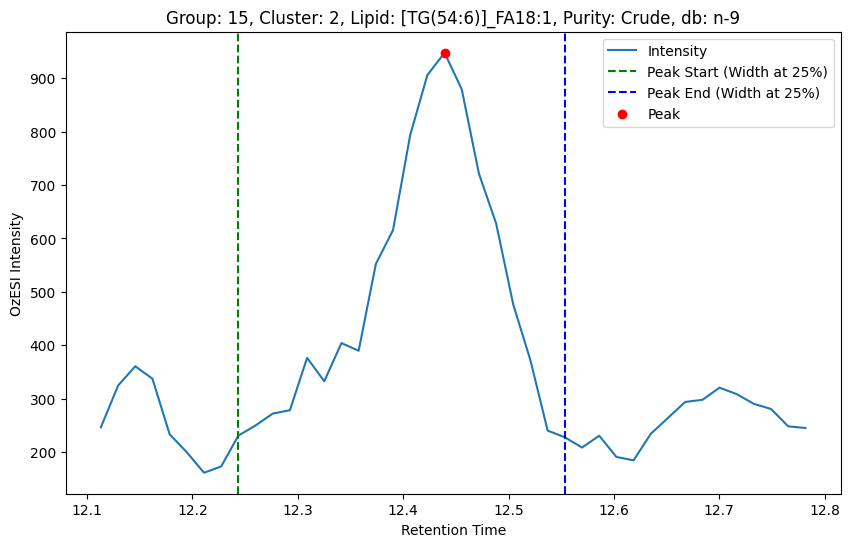 Group: 15, Cluster: 2, Lipid: [TG(54:6)]_FA18:1, Purity: Crude, db: n-9
Intensity
Peak Start (Width at 25%)
Peak End (Width at 25%)
Peak
OzESI Intensity
900
800
700
600
500
400
300
200
12.1 12.2 12.3 12.4 12.5 12.6 12.7 12.8
Retention Time